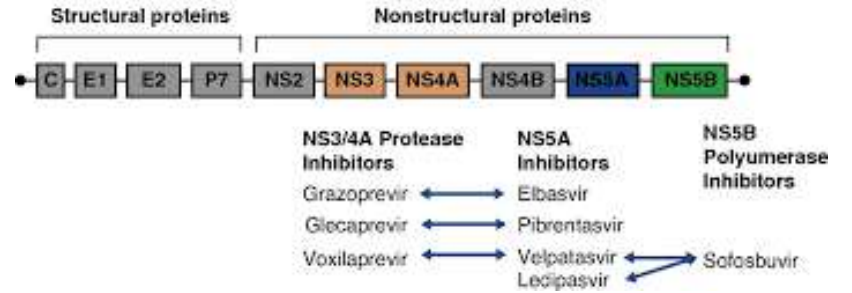 Structural proteins
Nonstructural proteins
C E1 E2 P7 NS2 NS3 NS4A NS4B NS5A NS5B
NS3/4A Protease
Inhibitors
Grazoprevir
Glecaprevir
Voxilaprevir
NS5A
Inhibitors
Elbasvir
Pibrentasvir
Velpatasvir
Ledipasvir
NS5B
Polyumerase
Inhibitors
Sofosbuvir